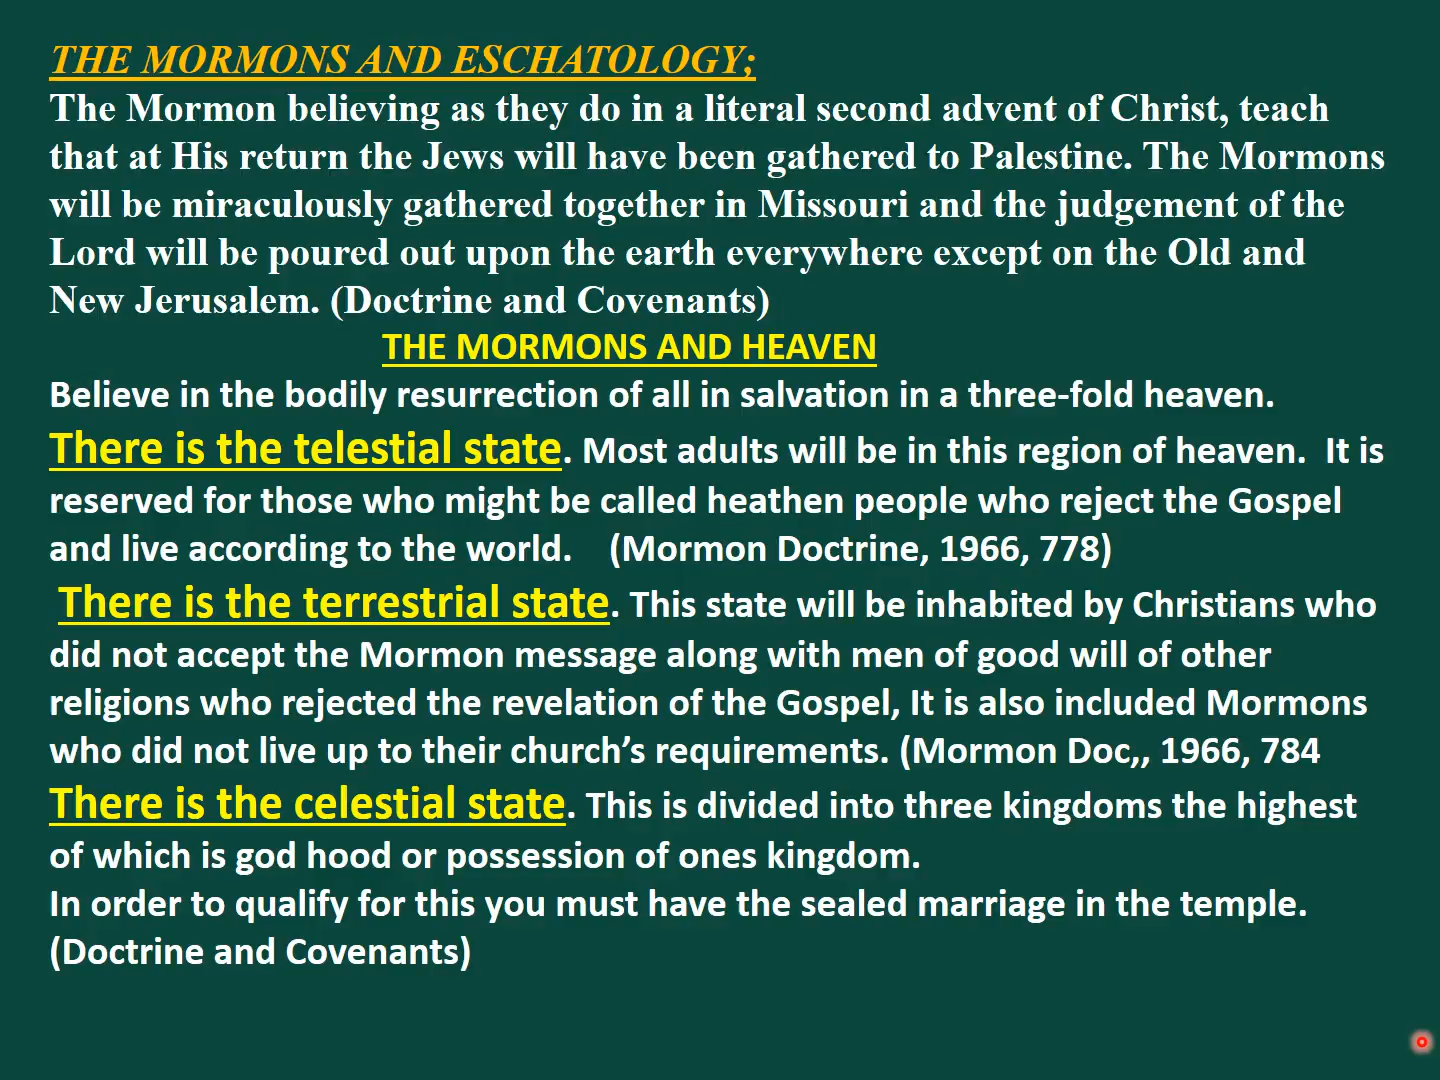 THE MORMONS AND ESCHATOLOGY;
The Mormon believing as they do in a literal second advent of Christ, teach
that at His return the Jews will have been gathered to Palestine. The Mormons
will be miraculously gathered together in Missouri and the judgement of the
Lord will be poured out upon the earth everywhere except on the Old and
New Jerusalem. (Doctrine and Covenants)
THE MORMONS AND HEAVEN
Believe in the bodily resurrection of all in salvation in a three-fold heaven.
There is the telestial state. Most adults will be in this region of heaven.  It is
reserved for those who might be called heathen people who reject the Gospel
and live according to the world.    (Mormon Doctrine, 1966, 778)
There is the terrestrial state. This state will be inhabited by Christians who
did not accept the Mormon message along with men of good will of other
religions who rejected the revelation of the Gospel, It is also included Mormons
who did not live up to their church’s requirements. (Mormon Doc,, 1966, 784
There is the celestial state. This is divided into three kingdoms the highest
of which is god hood or possession of ones kingdom.
In order to qualify for this you must have the sealed marriage in the temple.
(Doctrine and Covenants)